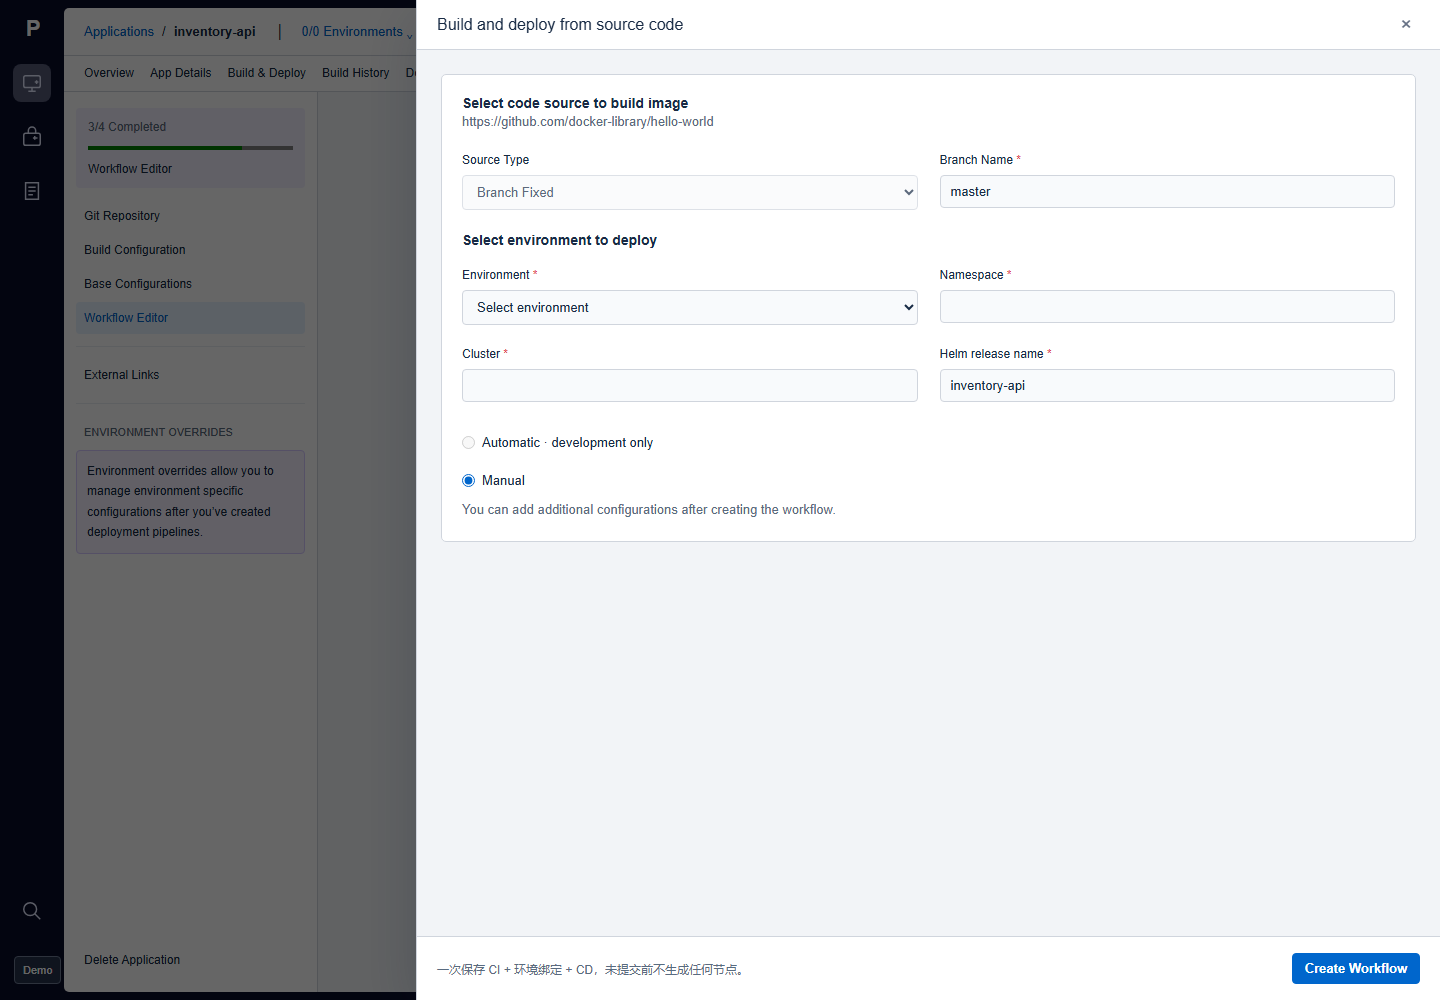 P
Applications / inventory-api
0/0 Environments
Overview
App Details
Build & Deploy
Build History
3/4 Completed
Workflow Editor
Git Repository
Build Configuration
Base Configurations
Workflow Editor
External Links
ENVIRONMENT OVERRIDES
Environment overrides allow you to
manage environment specific
configurations after you've created
deployment pipelines.
Delete Application
Demo
Build and deploy from source code
×
Select code source to build image
https://github.com/docker-library/hello-world
Source Type
Branch Fixed
Branch Name *
master
Select environment to deploy
Environment *
Select environment
Namespace *
Cluster *
Helm release name *
inventory-api
Automatic · development only
Manual
You can add additional configurations after creating the workflow.
一次保存 CI + 环境绑定 + CD，未提交前不生成任何节点。
Create Workflow